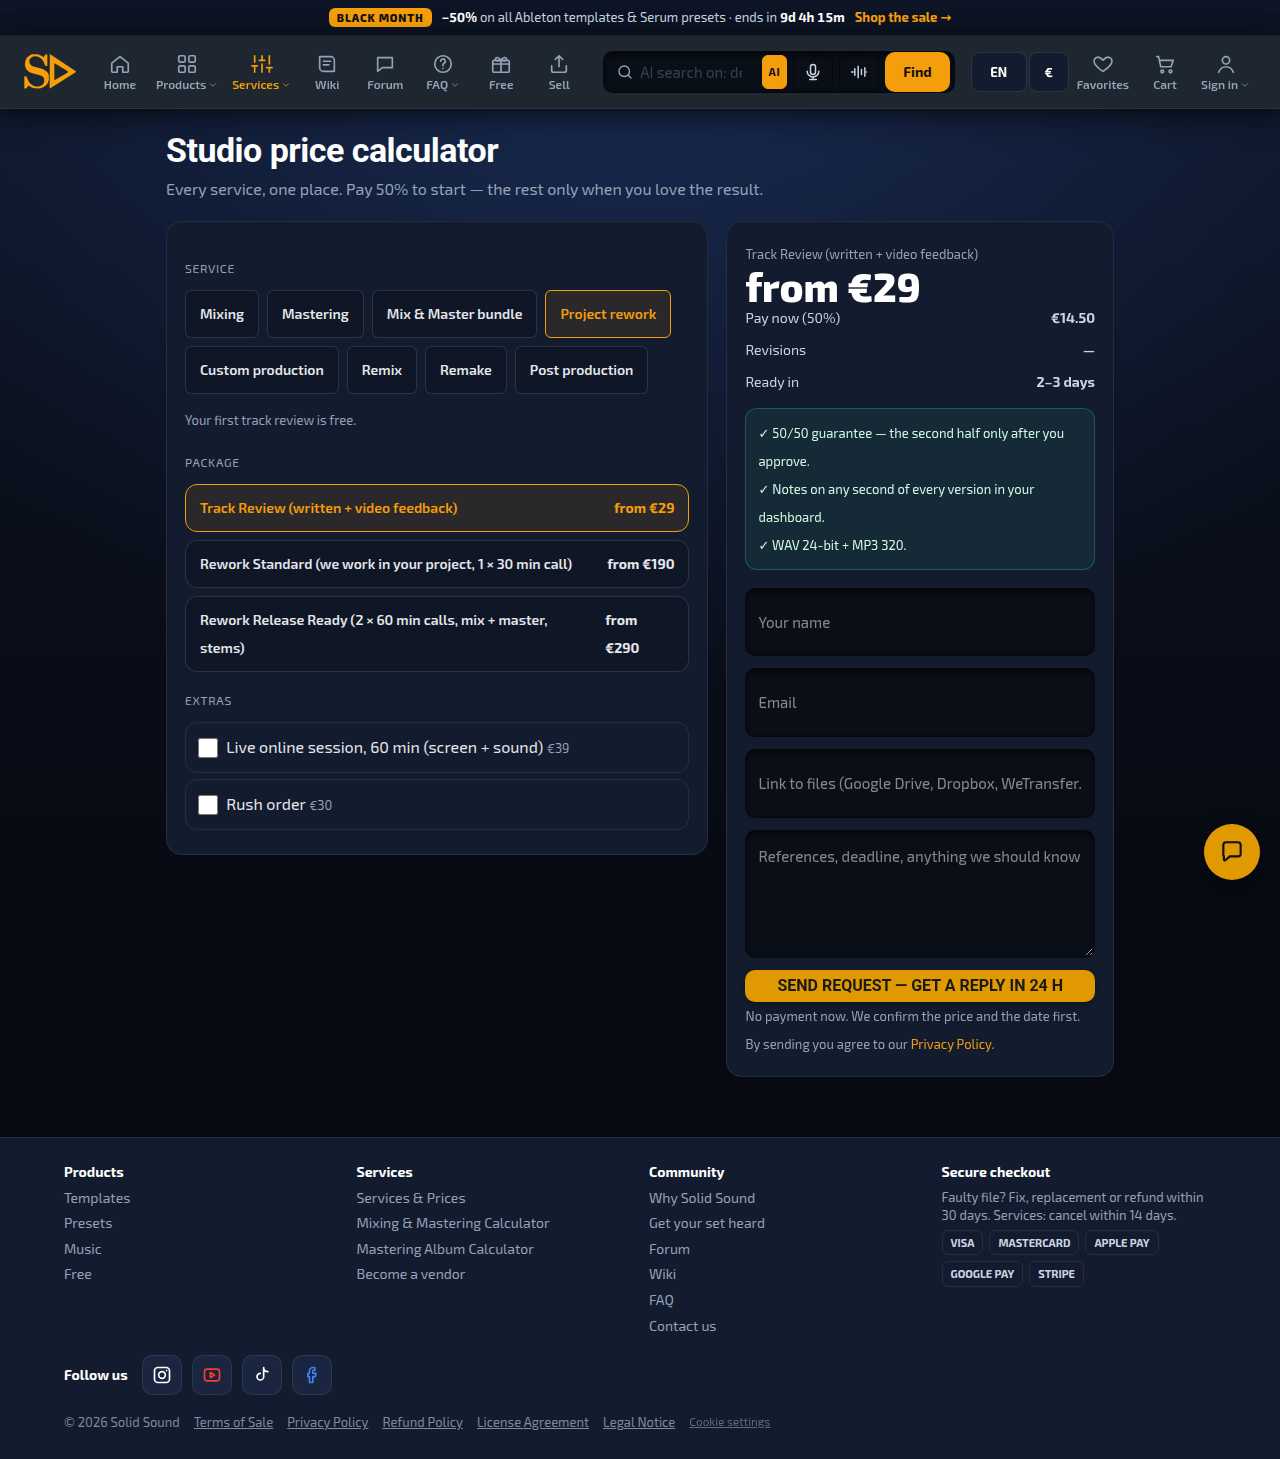 BLACK MONTH −50% on all Ableton templates & Serum presets · ends in 9d 4h 15m Shop the sale →
Home Products Services Wiki Forum FAQ Free Sell AI search on: dr AI Find EN € Favorites Cart Sign in
Studio price calculator
Every service, one place. Pay 50% to start — the rest only when you love the result.
SERVICE
Mixing Mastering Mix & Master bundle Project rework
Custom production Remix Remake Post production
Your first track review is free.
PACKAGE
Track Review (written + video feedback) from €29
Rework Standard (we work in your project, 1 × 30 min call) from €190
Rework Release Ready (2 × 60 min calls, mix + master, stems) from €290
EXTRAS
Live online session, 60 min (screen + sound) €39
Rush order €30
Track Review (written + video feedback)
from €29
Pay now (50%) €14.50
Revisions —
Ready in 2–3 days
✓ 50/50 guarantee — the second half only after you
approve.
✓ Notes on any second of every version in your
dashboard.
✓ WAV 24-bit + MP3 320.
Your name
Email
Link to files (Google Drive, Dropbox, WeTransfer.
References, deadline, anything we should know
SEND REQUEST — GET A REPLY IN 24 H
No payment now. We confirm the price and the date first.
By sending you agree to our Privacy Policy.
Products
Templates
Presets
Music
Free
Services
Services & Prices
Mixing & Mastering Calculator
Mastering Album Calculator
Become a vendor
Community
Why Solid Sound
Get your set heard
Forum
Wiki
FAQ
Contact us
Secure checkout
Faulty file? Fix, replacement or refund within
30 days. Services: cancel within 14 days.
VISA MASTERCARD APPLE PAY
GOOGLE PAY STRIPE
Follow us
© 2026 Solid Sound Terms of Sale Privacy Policy Refund Policy License Agreement Legal Notice Cookie settings